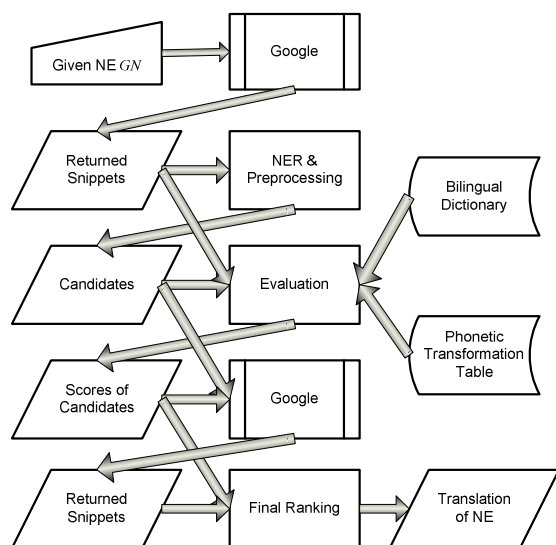 Given NE GN
Google
Returned
Snippets
NER &
Preprocessing
Bilingual
Dictionary
Candidates
Evaluation
Phonetic
Transformation
Table
Scores of
Candidates
Google
Returned
Snippets
Final Ranking
Translation
of NE